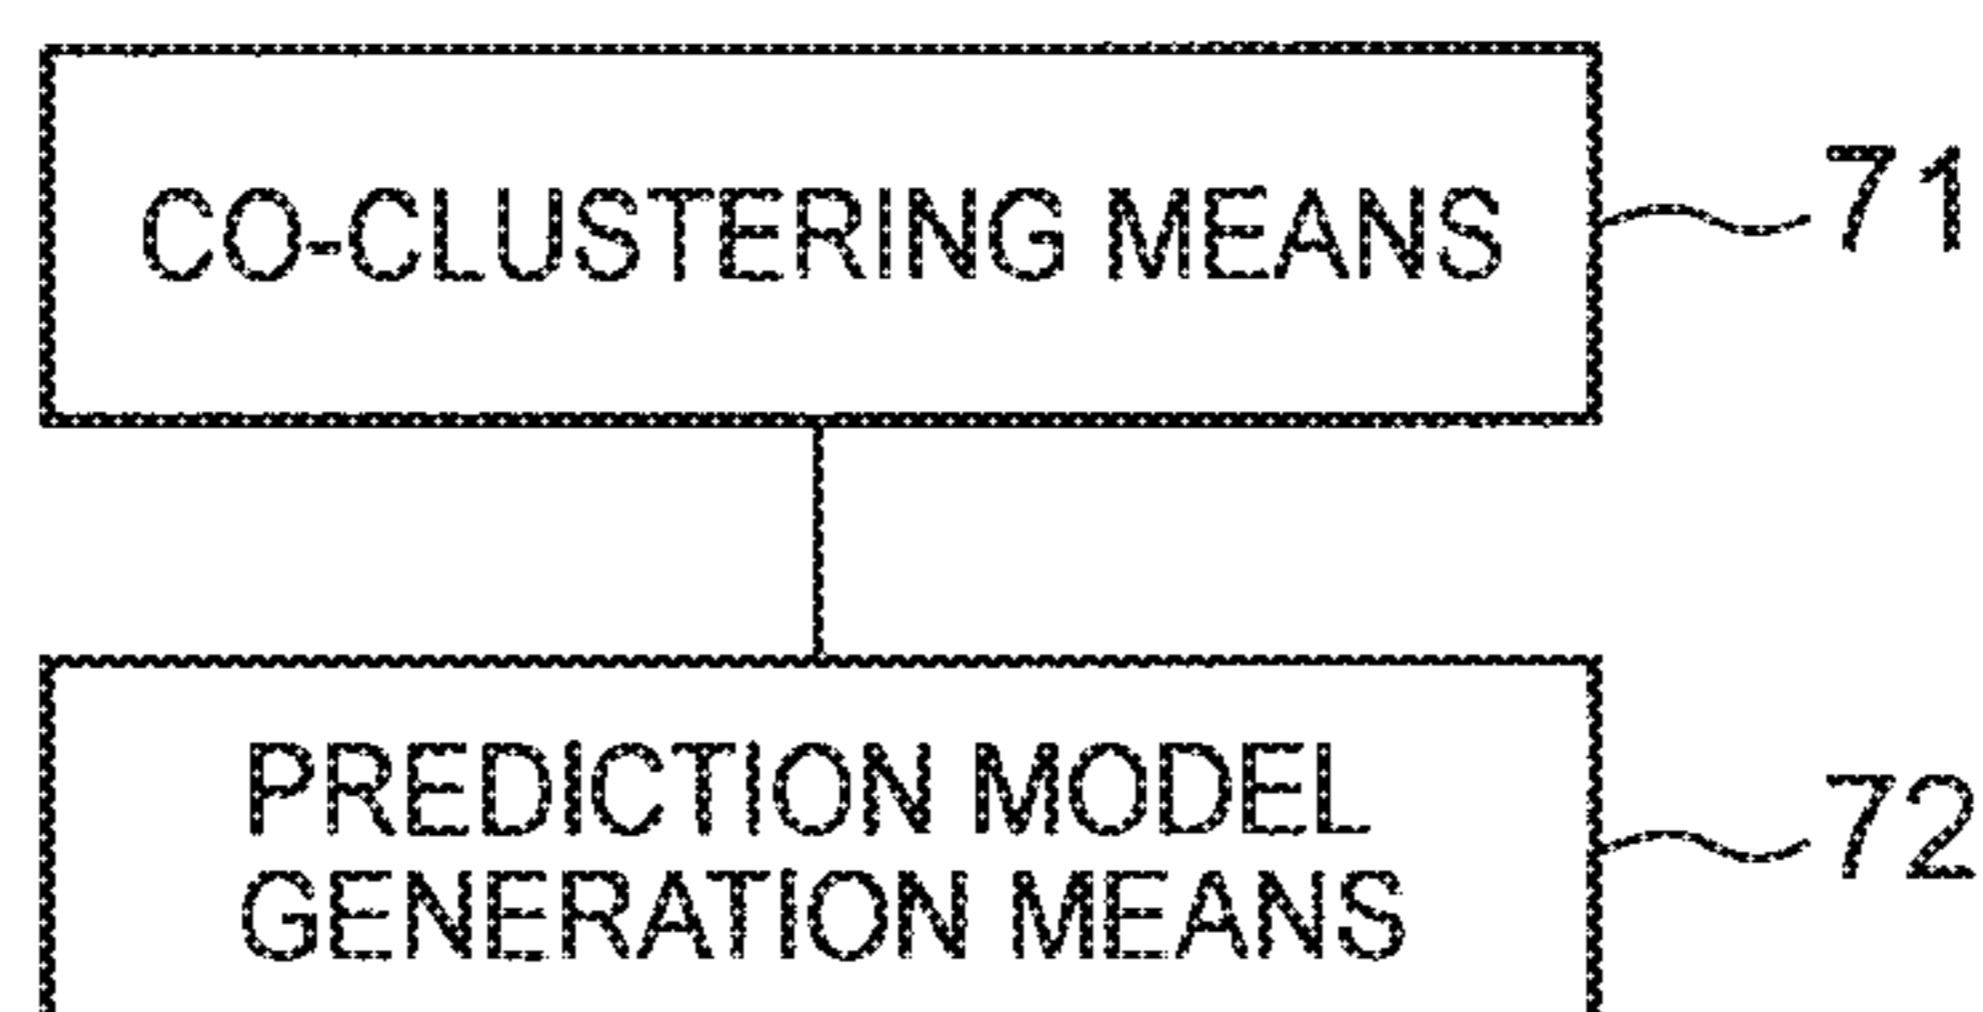 CO-CLUSTERING MEANS
71
PREDICTION MODEL
GENERATION MEANS
72